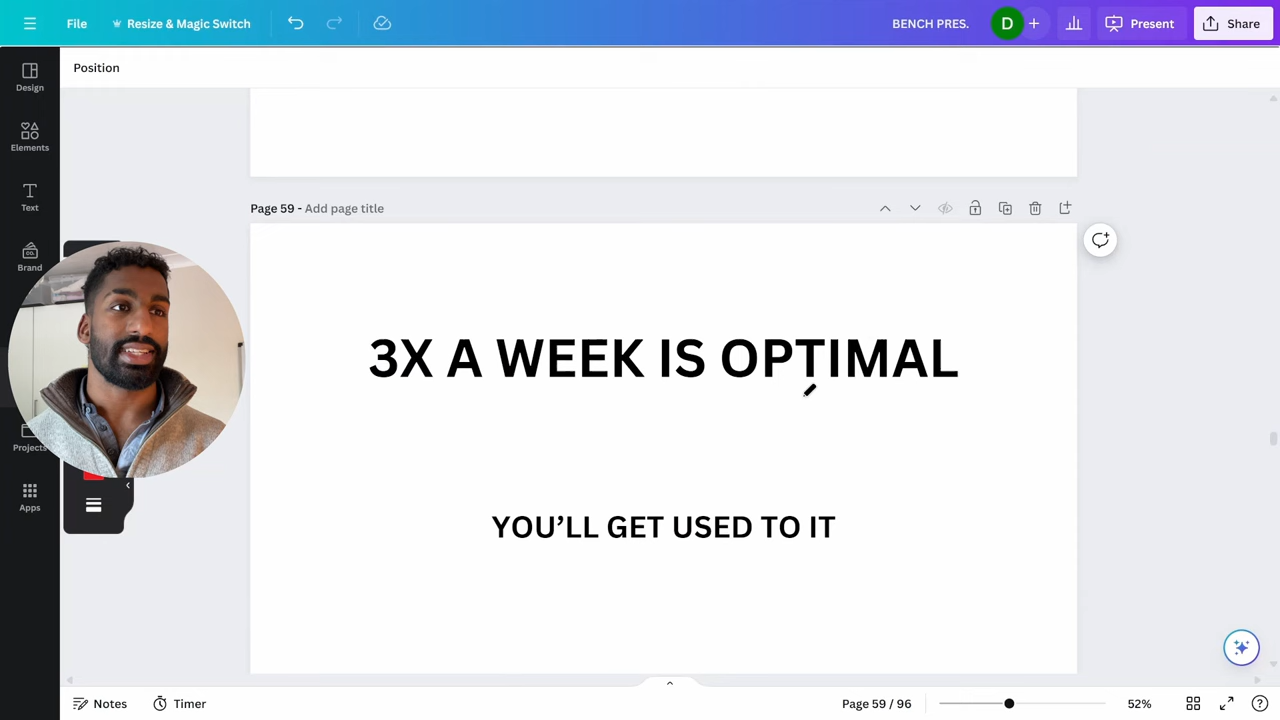 File
Resize & Magic Switch
BENCH PRES.
D
Present
Share
Position
Design
Elements
Text
Brand
Projects
Apps
Page 59 - Add page title
3X A WEEK IS OPTIMAL
YOU’LL GET USED TO IT
Notes
Timer
Page 59 / 96
52%